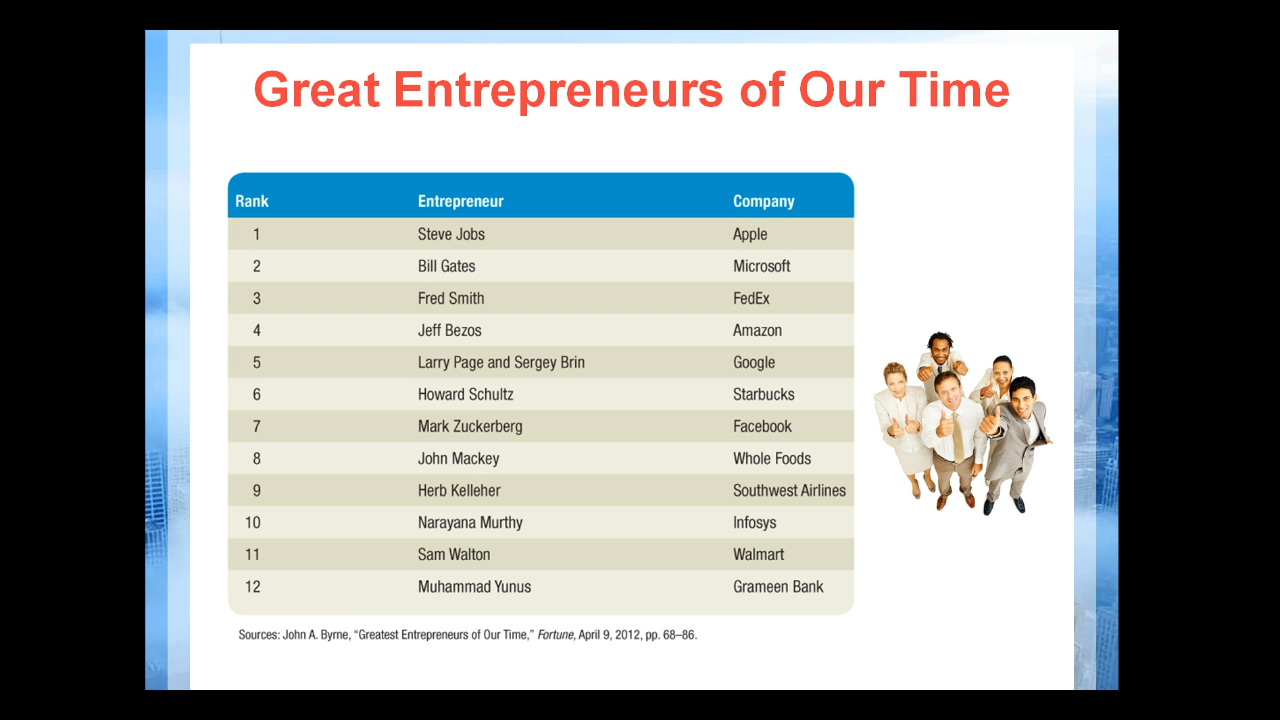 Great Entrepreneurs of Our Time
Rank Entrepreneur Company
1 Steve Jobs Apple
2 Bill Gates Microsoft
3 Fred Smith FedEx
4 Jeff Bezos Amazon
5 Larry Page and Sergey Brin Google
6 Howard Schultz Starbucks
7 Mark Zuckerberg Facebook
8 John Mackey Whole Foods
9 Herb Kelleher Southwest Airlines
10 Narayana Murthy Infosys
11 Sam Walton Walmart
12 Muhammad Yunus Grameen Bank
Sources: John A. Byrne, “Greatest Entrepreneurs of Our Time,” Fortune, April 9, 2012, pp. 68–86.